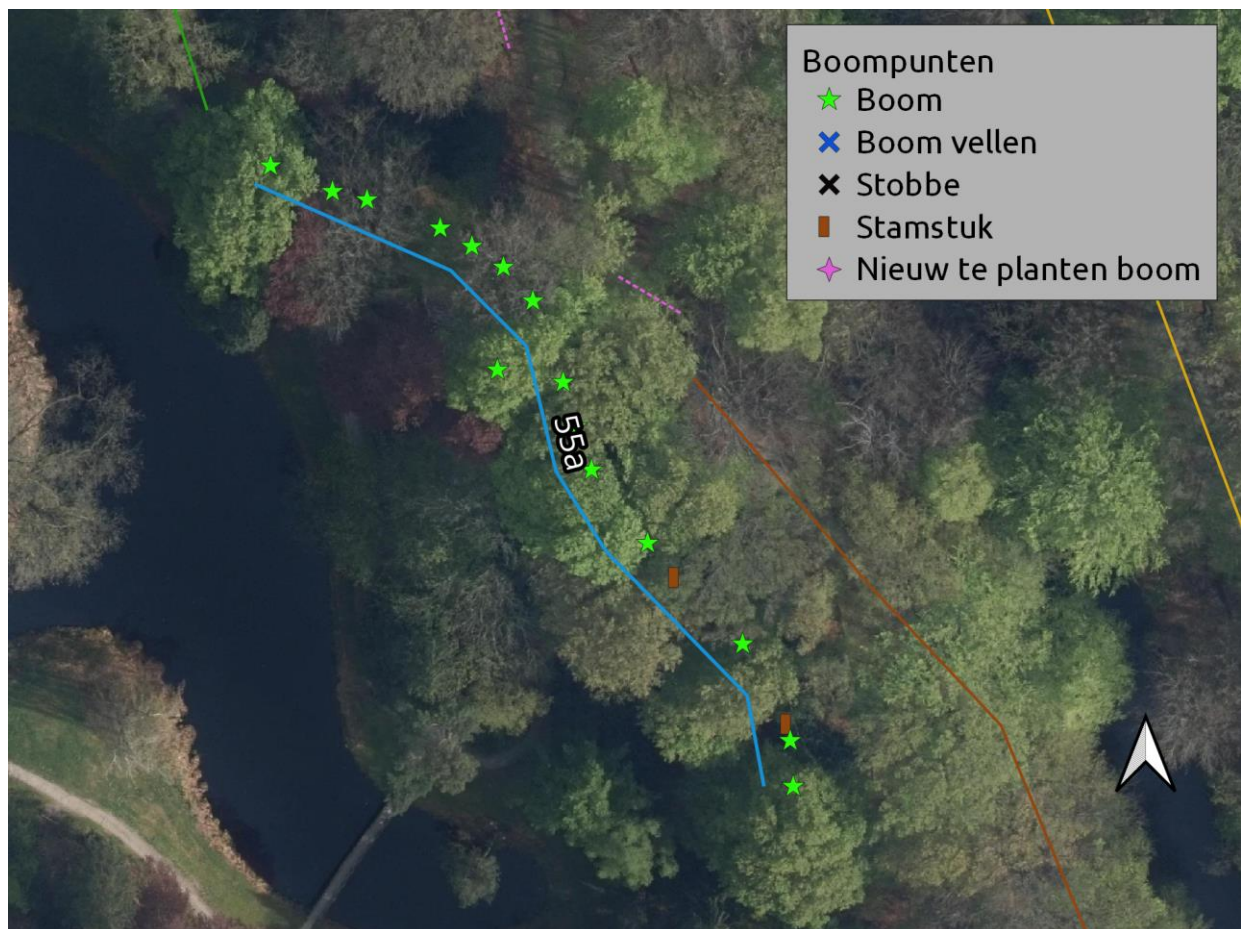 Boompunten
Boom
Boom vellen
Stobbe
Stamstuk
Nieuw te planten boom
55a